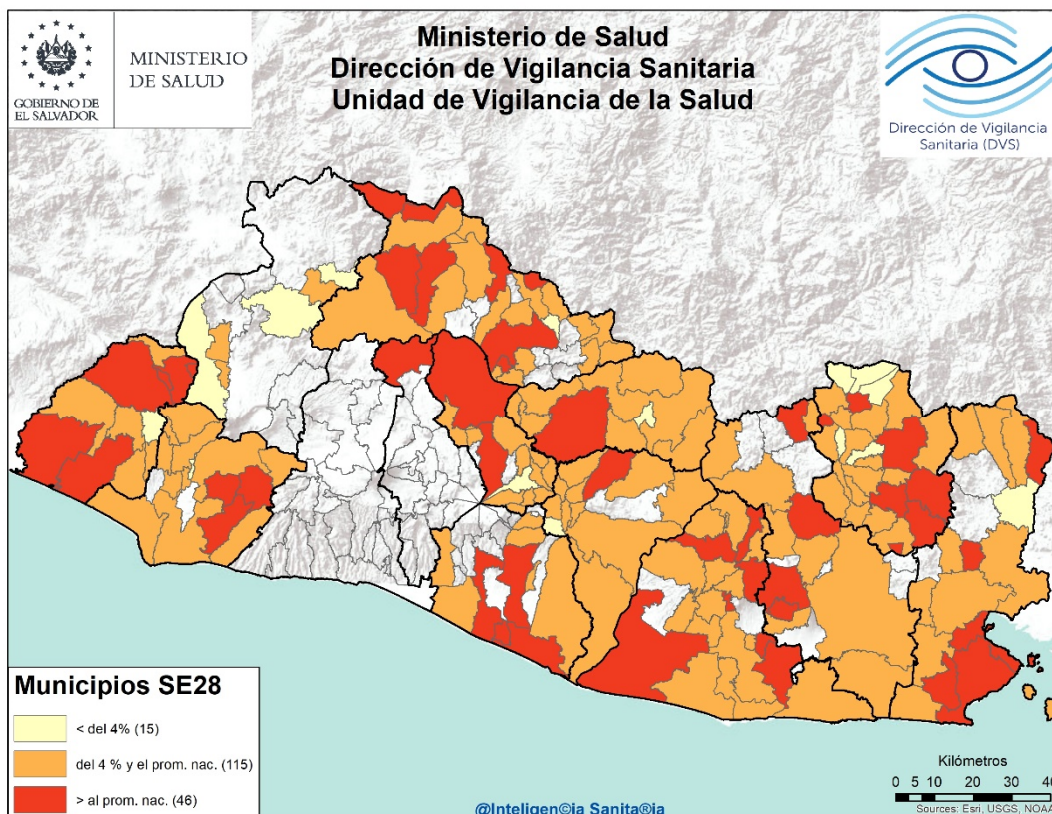 GOBIERNO DE
EL SALVADOR
MINISTERIO
DE SALUD
Ministerio de Salud
Dirección de Vigilancia Sanitaria
Unidad de Vigilancia de la Salud
Dirección de Vigilancia
Sanitaria (DVS)
Municipios SE28
< del 4% (15)
del 4 % y el prom. nac. (115)
> al prom. nac. (46)
@Inteligen©ia Sanita®ia
Kilómetros
0 5 10 20 30 40
Sources: Esri, USGS, NOAA